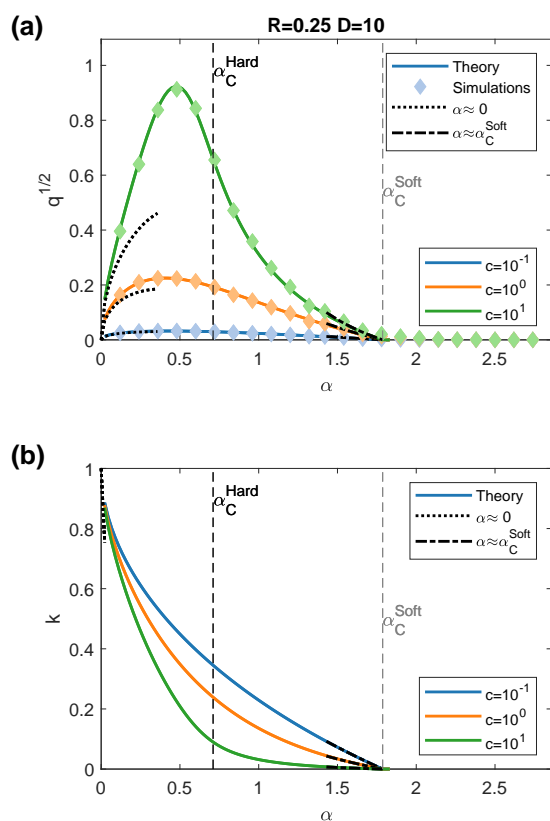 (a)
R=0.25 D=10
α_C^Hard
Theory
Simulations
α≈ 0
α≈α_C^Soft
α_C^Soft
c=10^-1
c=10^0
c=10^1
q^1/2
1
0.8
0.6
0.4
0.2
0
0 0.5 1 1.5 2 2.5
α
(b)
α_C^Hard
Theory
α≈ 0
α≈α_C^Soft
α_C^Soft
c=10^-1
c=10^0
c=10^1
k
1
0.8
0.6
0.4
0.2
0
0 0.5 1 1.5 2 2.5
α